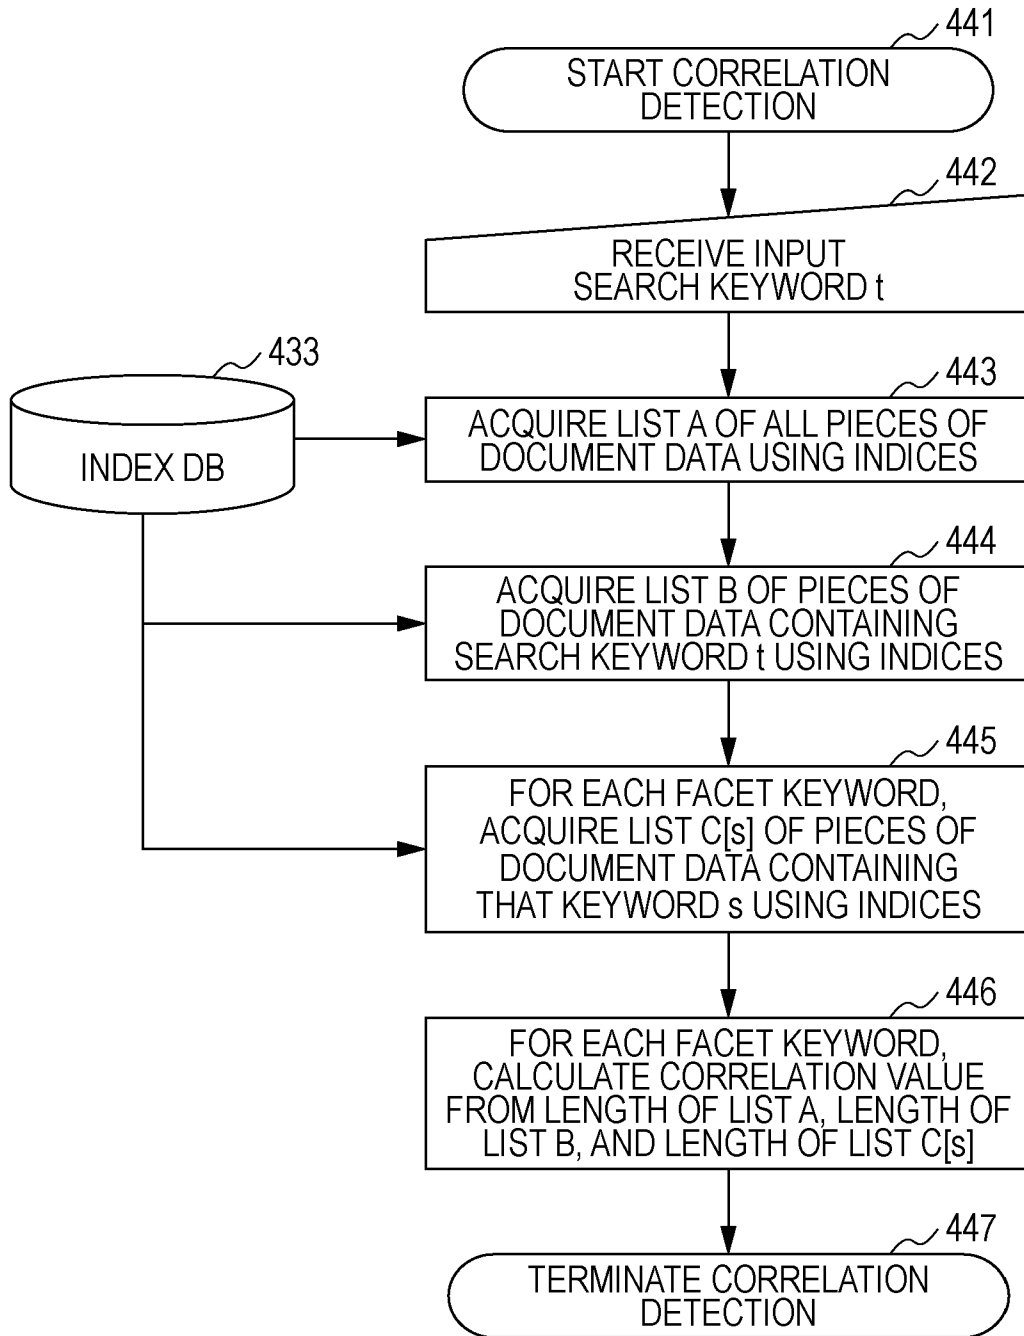 441
START CORRELATION
DETECTION
442
RECEIVE INPUT
SEARCH KEYWORD t
433
INDEX DB
443
ACQUIRE LIST A OF ALL PIECES OF
DOCUMENT DATA USING INDICES
444
ACQUIRE LIST B OF PIECES OF
DOCUMENT DATA CONTAINING
SEARCH KEYWORD t USING INDICES
445
FOR EACH FACET KEYWORD,
ACQUIRE LIST C[s] OF PIECES OF
DOCUMENT DATA CONTAINING
THAT KEYWORD s USING INDICES
446
FOR EACH FACET KEYWORD,
CALCULATE CORRELATION VALUE
FROM LENGTH OF LIST A, LENGTH OF
LIST B, AND LENGTH OF LIST C[s]
447
TERMINATE CORRELATION
DETECTION